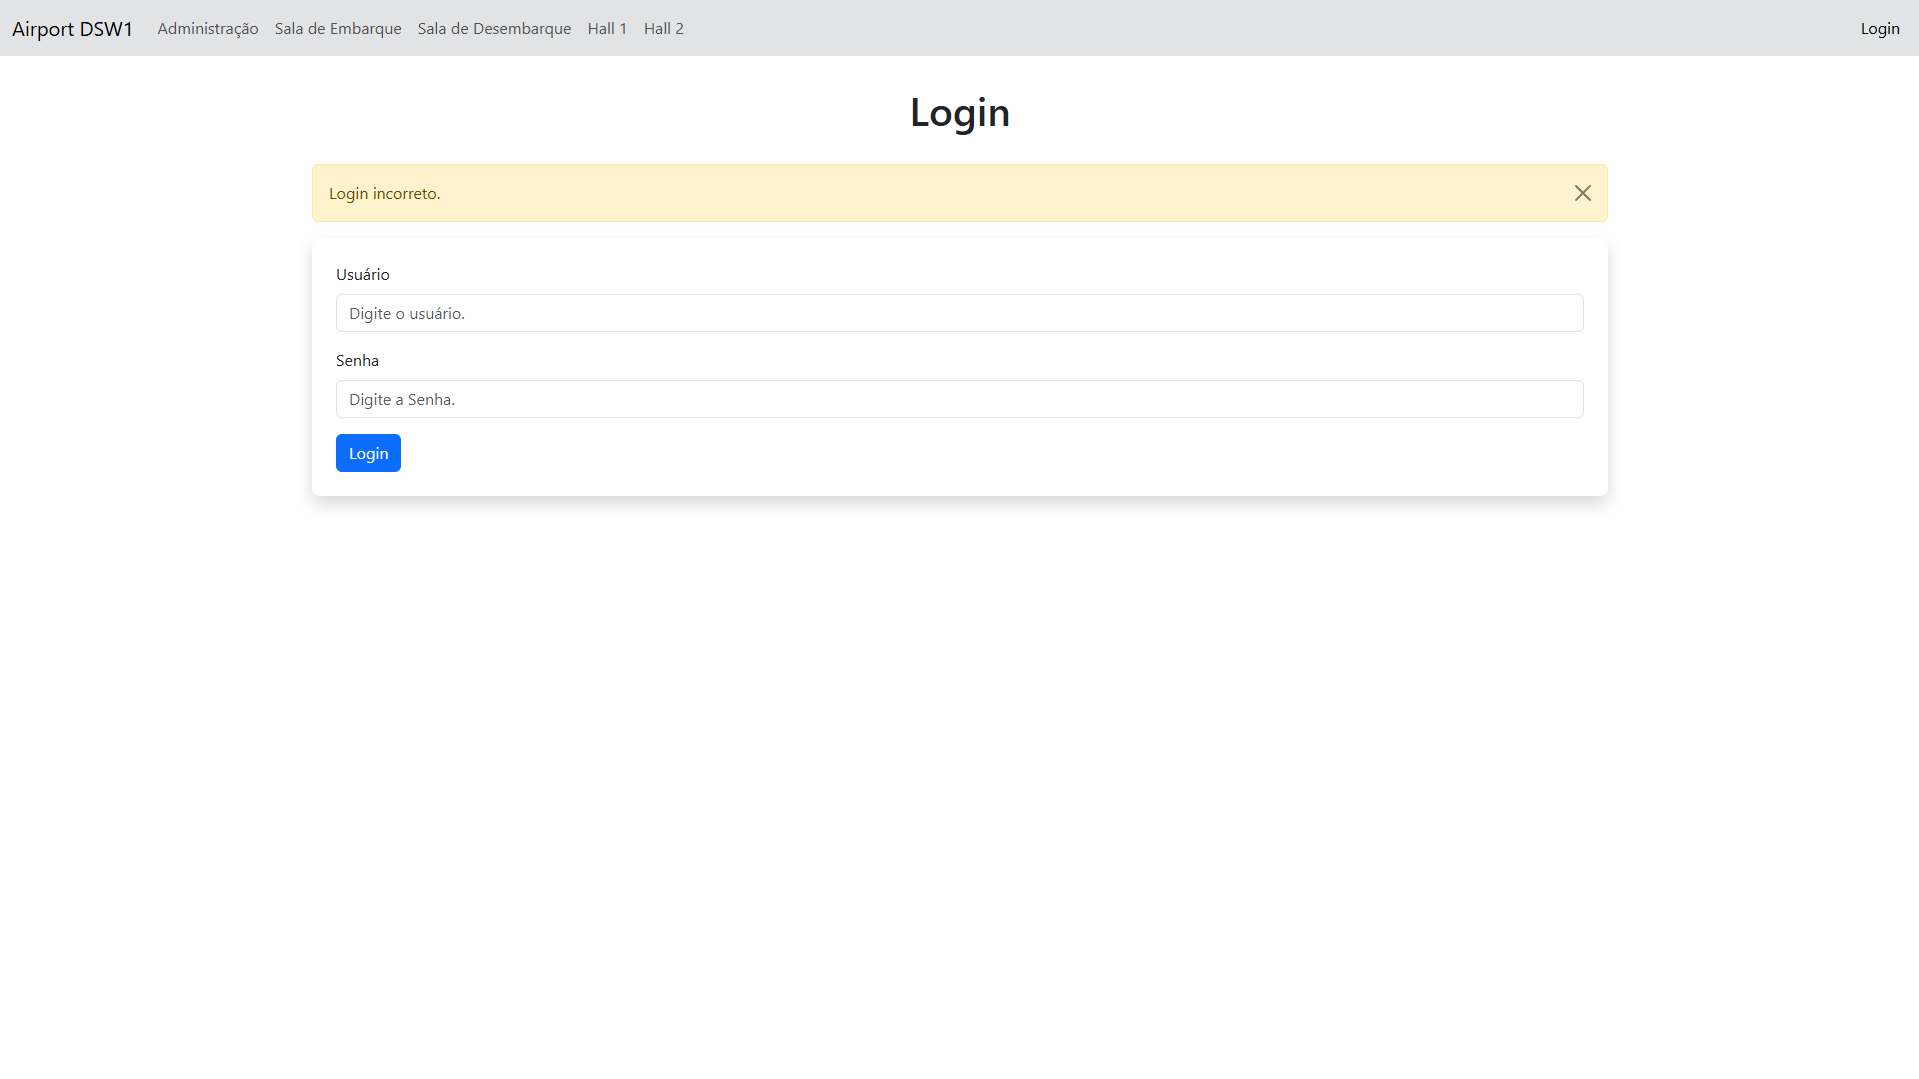 Airport DSW1 Administração Sala de Embarque Sala de Desembarque Hall 1 Hall 2 Login
Login
Login incorreto.
Usuário
Digite o usuário.
Senha
Digite a Senha.
Login